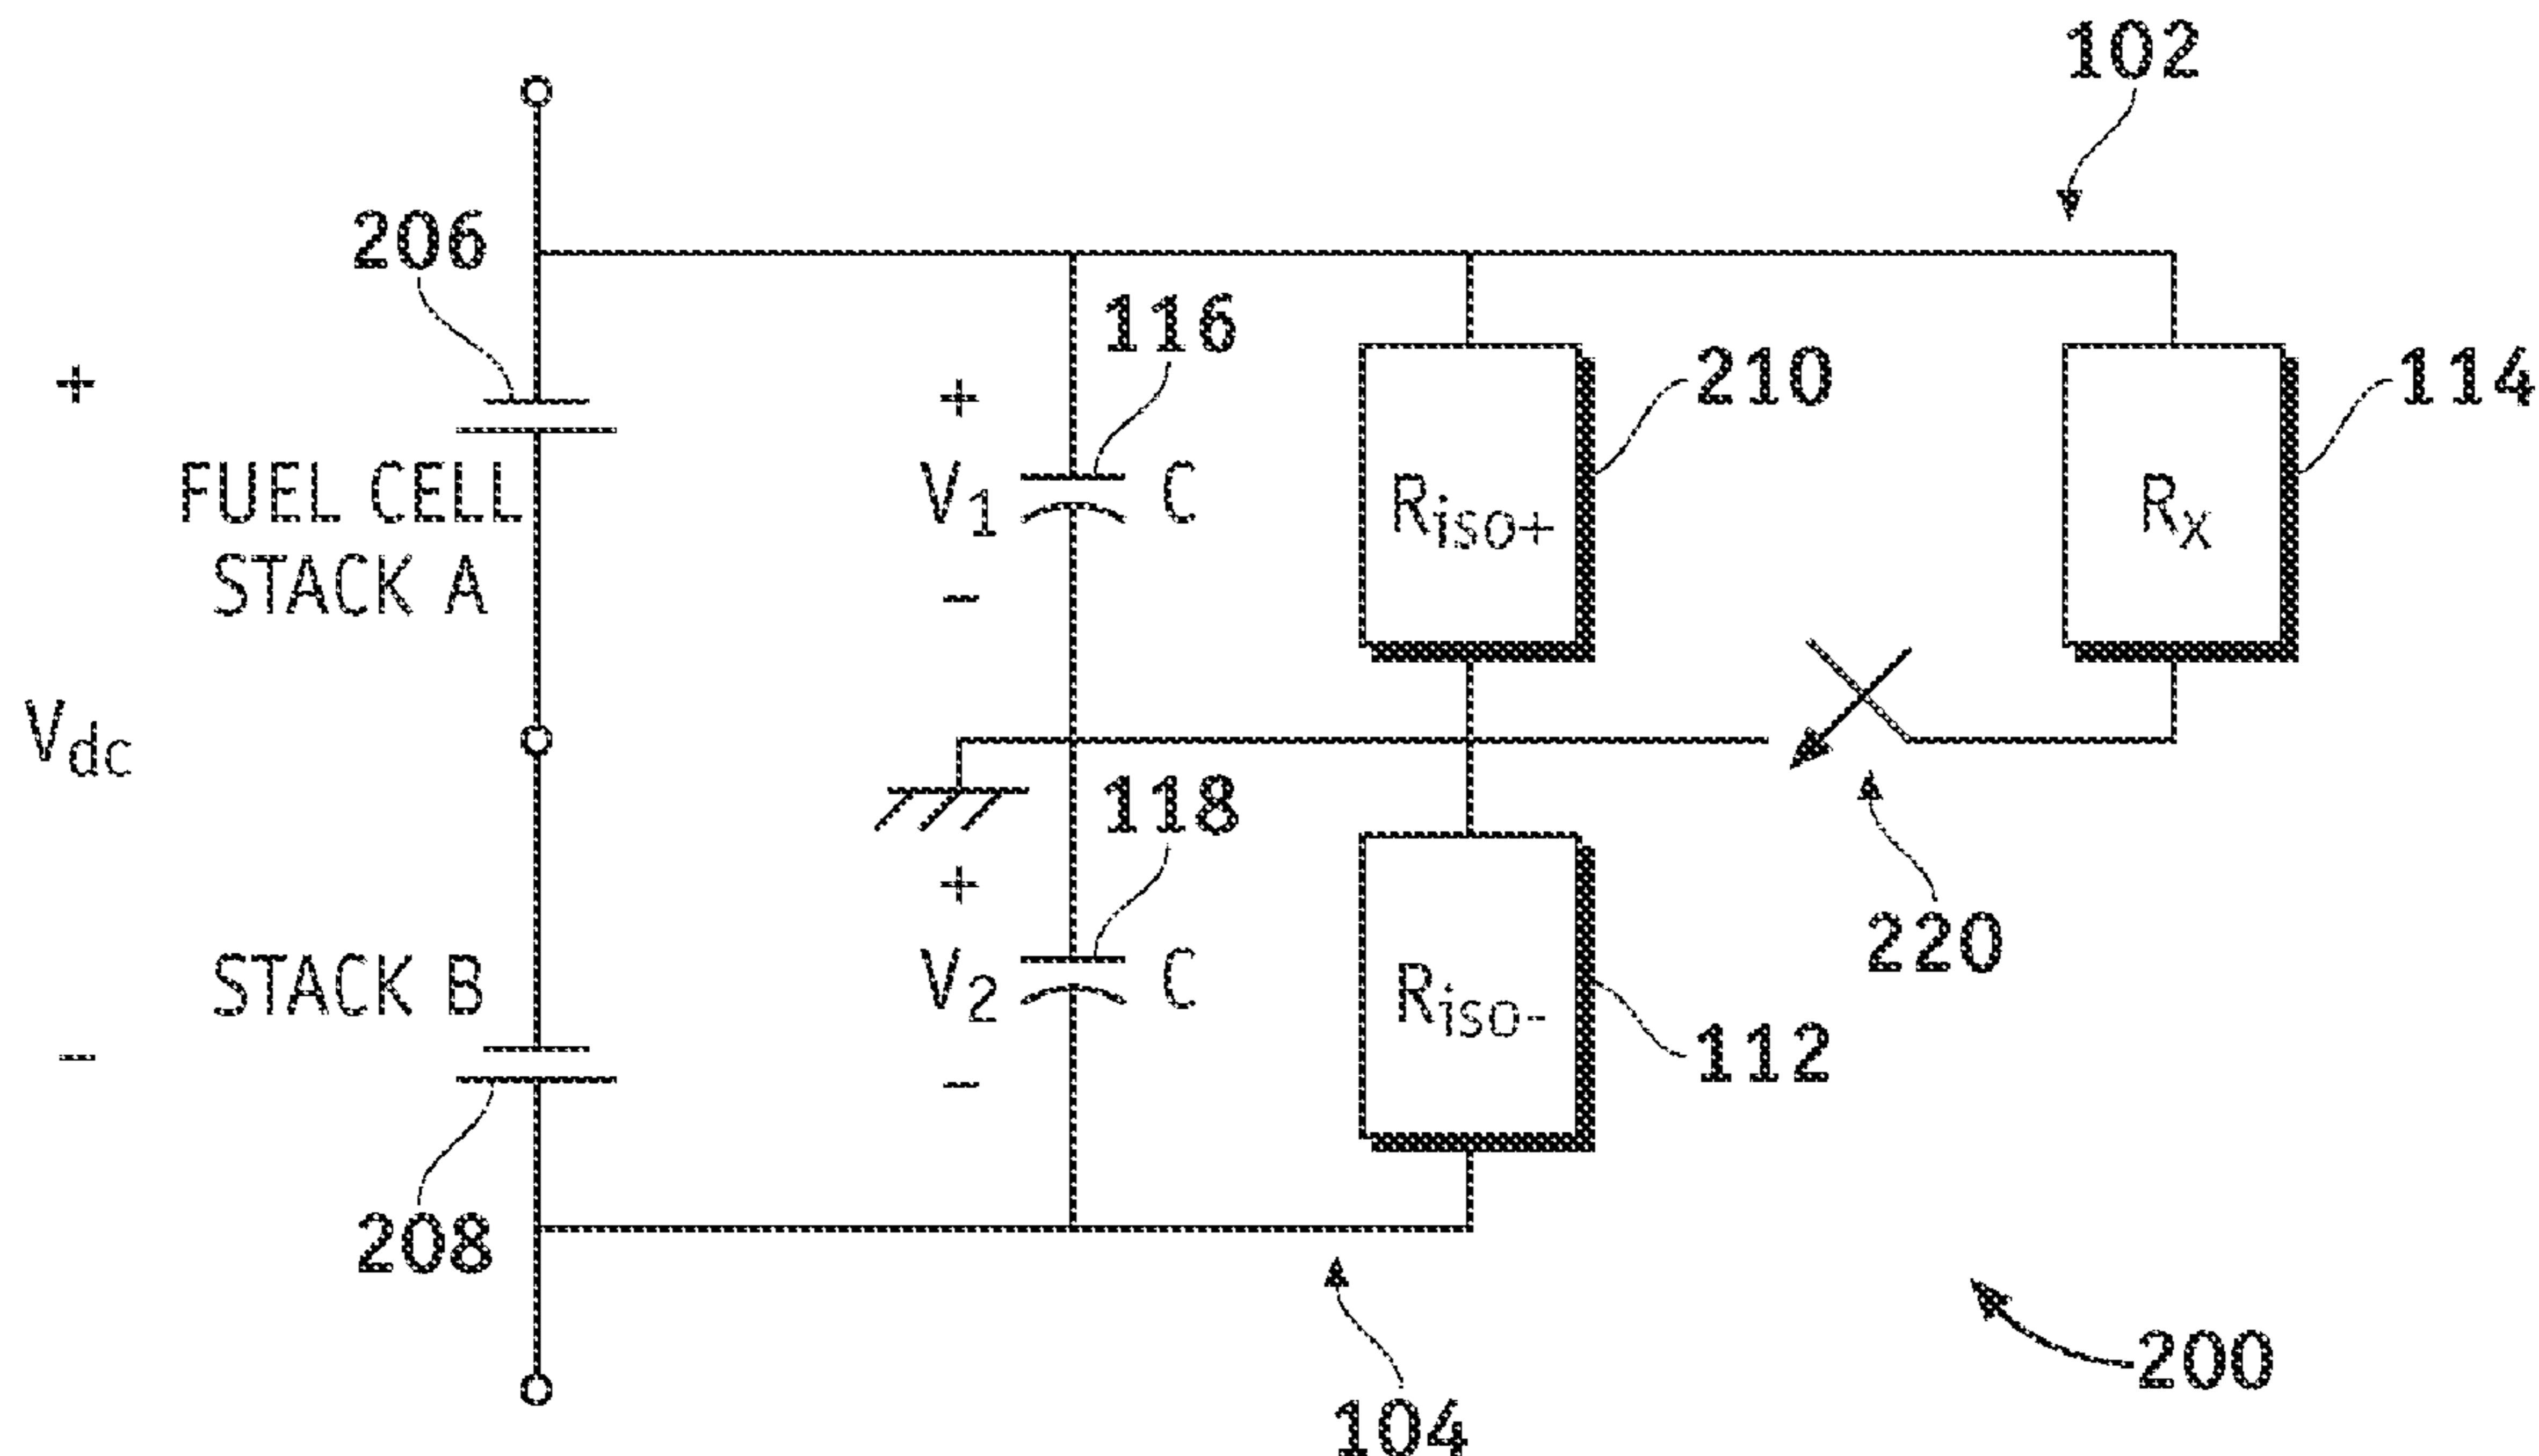 102
206
116
210
114
+
+
FUEL CELL
STACK A
V1
C
Riso+
Rx
−
Vdc
118
+
220
STACK B
V2
C
Riso-
112
−
−
208
104
200